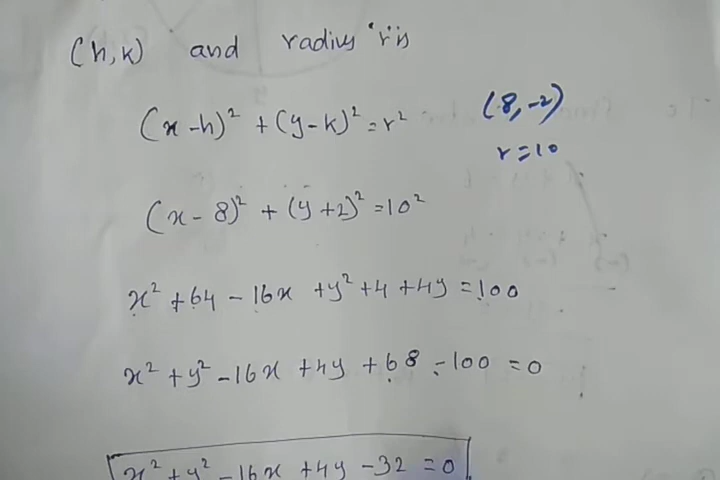 (h,k) and radius 'r' is
(x-h)² + (y-k)² = r²
(8,-2)
r=10
(x-8)² + (y+2)² = 10²
x² + 64 - 16x + y² + 4 + 4y = 100
x² + y² - 16x + 4y + 68 - 100 = 0
x² + y² - 16x + 4y - 32 = 0